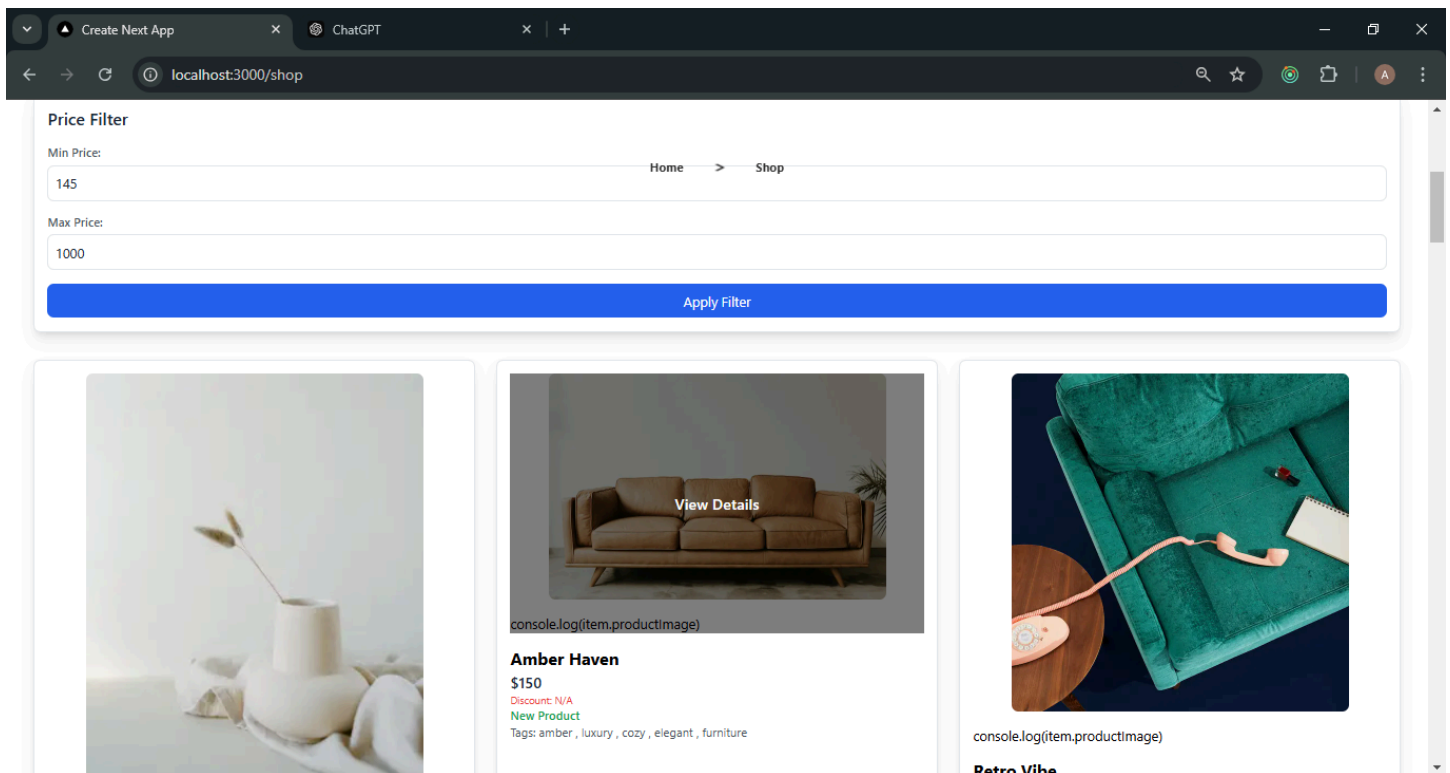 Create Next App
ChatGPT
localhost:3000/shop
A
Price Filter
Min Price:
Home > Shop
145
Max Price:
1000
Apply Filter
View Details
console.log(item.productImage)
Amber Haven
$150
Discount: N/A
New Product
Tags: amber , luxury , cozy , elegant , furniture
console.log(item.productImage)
Retro Vibe